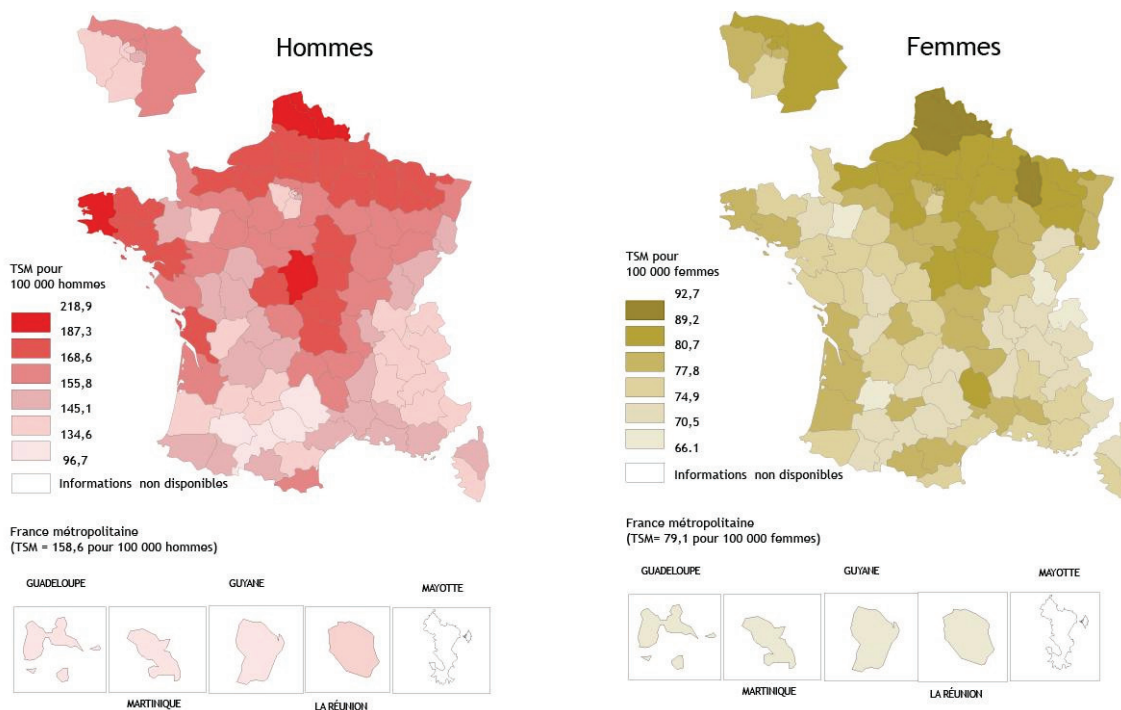 Hommes
TSM pour
100 000 hommes
218,9
187,3
168,6
155,8
145,1
134,6
96,7
Informations non disponibles
France métropolitaine
(TSM = 158,6 pour 100 000 hommes)
GUADELOUPE
GUYANE
MAYOTTE
MARTINIQUE
LA RÉUNION
Femmes
TSM pour
100 000 femmes
92,7
89,2
80,7
77,8
74,9
70,5
66.1
Informations non disponibles
France métropolitaine
(TSM= 79,1 pour 100 000 femmes)
GUADELOUPE
GUYANE
MAYOTTE
MARTINIQUE
LA RÉUNION